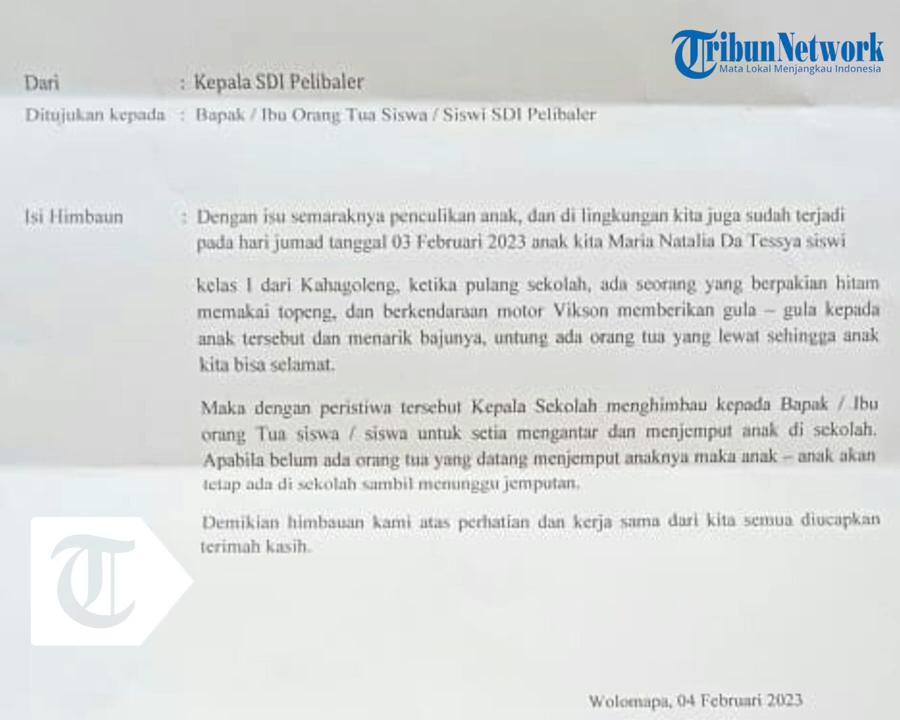 TribunNetwork
Mata Lokal Menjangkau Indonesia
Dari : Kepala SDI Pelibaler
Ditujukan kepada : Bapak / Ibu Orang Tua Siswa / Siswi SDI Pelibaler
Isi Himbaun : Dengan isu semaraknya penculikan anak, dan di lingkungan kita juga sudah terjadi
pada hari jumad tanggal 03 Februari 2023 anak kita Maria Natalia Da Tessya siswi
kelas I dari Kahagoleng, ketika pulang sekolah, ada seorang yang berpakian hitam
memakai topeng, dan berkendaraan motor Vikson memberikan gula – gula kepada
anak tersebut dan menarik bajunya, untung ada orang tua yang lewat sehingga anak
kita bisa selamat.
Maka dengan peristiwa tersebut Kepala Sekolah menghimbau kepada Bapak / Ibu
orang Tua siswa / siswa untuk setia mengantar dan menjemput anak di sekolah.
Apabila belum ada orang tua yang datang menjemput anaknya maka anak – anak akan
tetap ada di sekolah sambil menunggu jemputan.
Demikian himbauan kami atas perhatian dan kerja sama dari kita semua diucapkan
terimah kasih.
T
Wolomapa, 04 Februari 2023